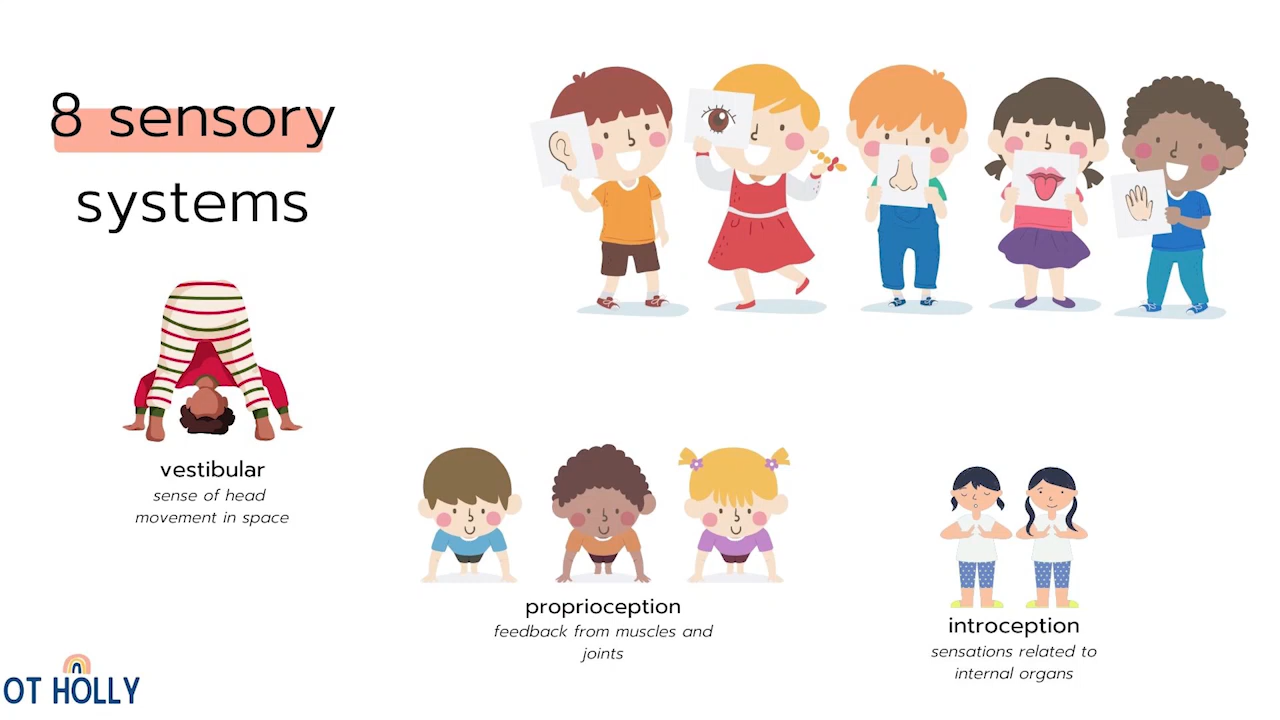 8 sensory
systems
vestibular
sense of head
movement in space
proprioception
feedback from muscles and
joints
introception
sensations related to
internal organs
OT HOLLY